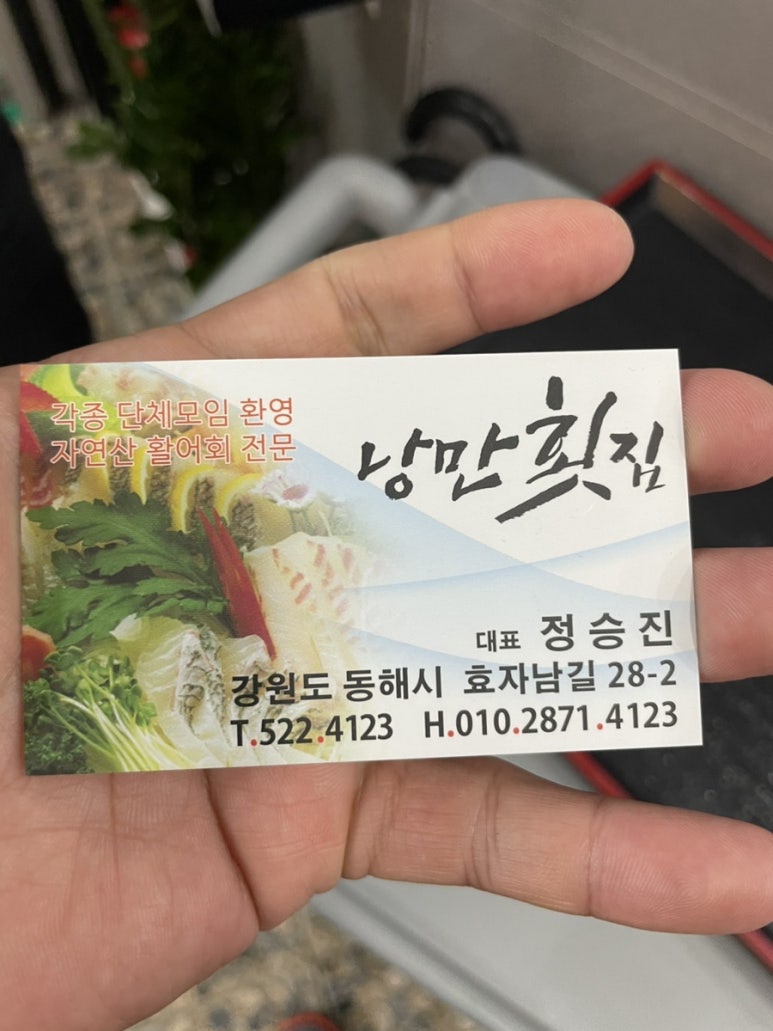 각종 단체모임 환영
자연산 활어회 전문
낭만횟집
대표 정승진
강원도 동해시 효자남길 28-2
T.522.4123 H.010.2871.4123